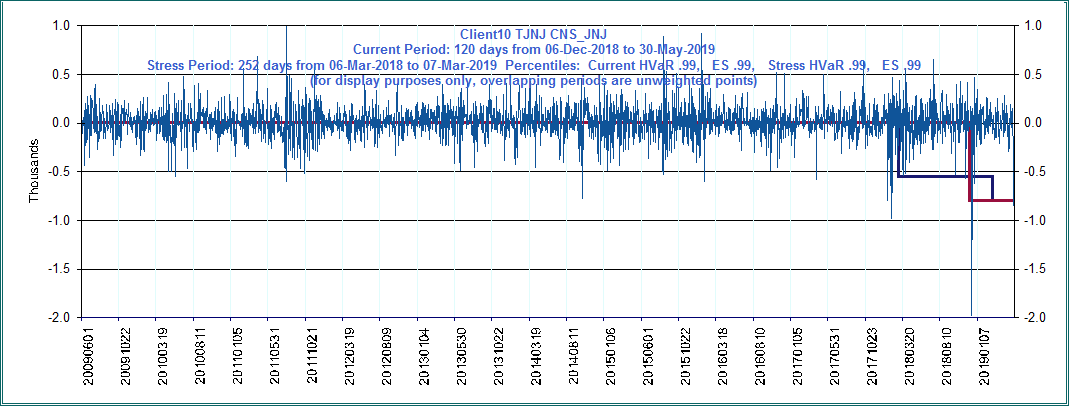 Client10 TJNJ CNS_JNJ
Current Period: 120 days from 06-Dec-2018 to 30-May-2019
Stress Period: 252 days from 06-Mar-2018 to 07-Mar-2019 Percentiles: Current HVaR .99, ES .99, Stress HVaR .99, ES .99
(for display purposes only, overlapping periods are unweighted points)
1.0 1.0
0.5 0.5
0.0 0.0
-0.5 -0.5
-1.0 -1.0
-1.5 -1.5
-2.0 -2.0
Thousands
20090601 20091022 20100319 20100811 20110105 20110531 20111021 20120319 20120809 20130104 20130530 20131022 20140319 20140811 20150106 20150601 20151022 20160318 20160810 20170105 20170531 20171023 20180320 20180810 20190107